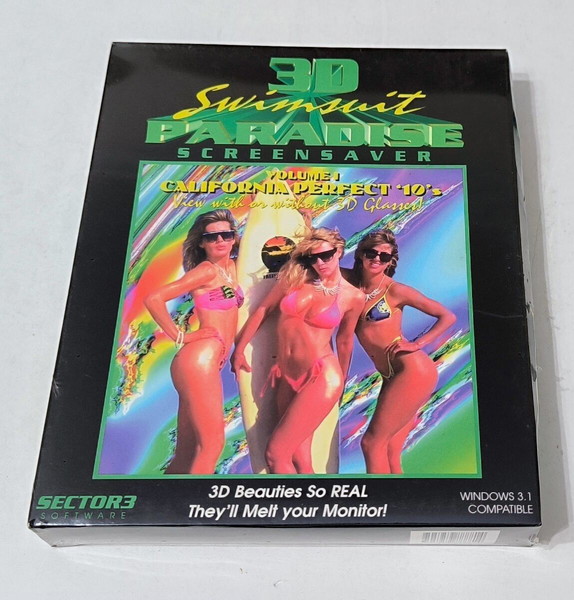 3D
Swimsuit
PARADISE
SCREENSAVER
VOLUME 1
CALIFORNIA PERFECT '10's
View with or without 3D Glasses!
3D Beauties So REAL
They'll Melt your Monitor!
SECTOR3
SOFTWARE
WINDOWS 3.1
COMPATIBLE